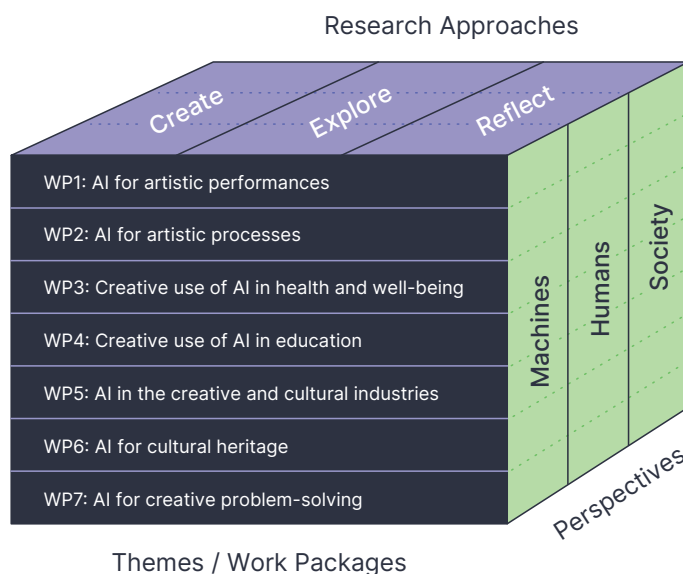 Research Approaches
Create
Explore
Reflect
WP1: AI for artistic performances
WP2: AI for artistic processes
WP3: Creative use of AI in health and well-being
WP4: Creative use of AI in education
WP5: AI in the creative and cultural industries
WP6: AI for cultural heritage
WP7: AI for creative problem-solving
Machines
Humans
Society
Perspectives
Themes / Work Packages